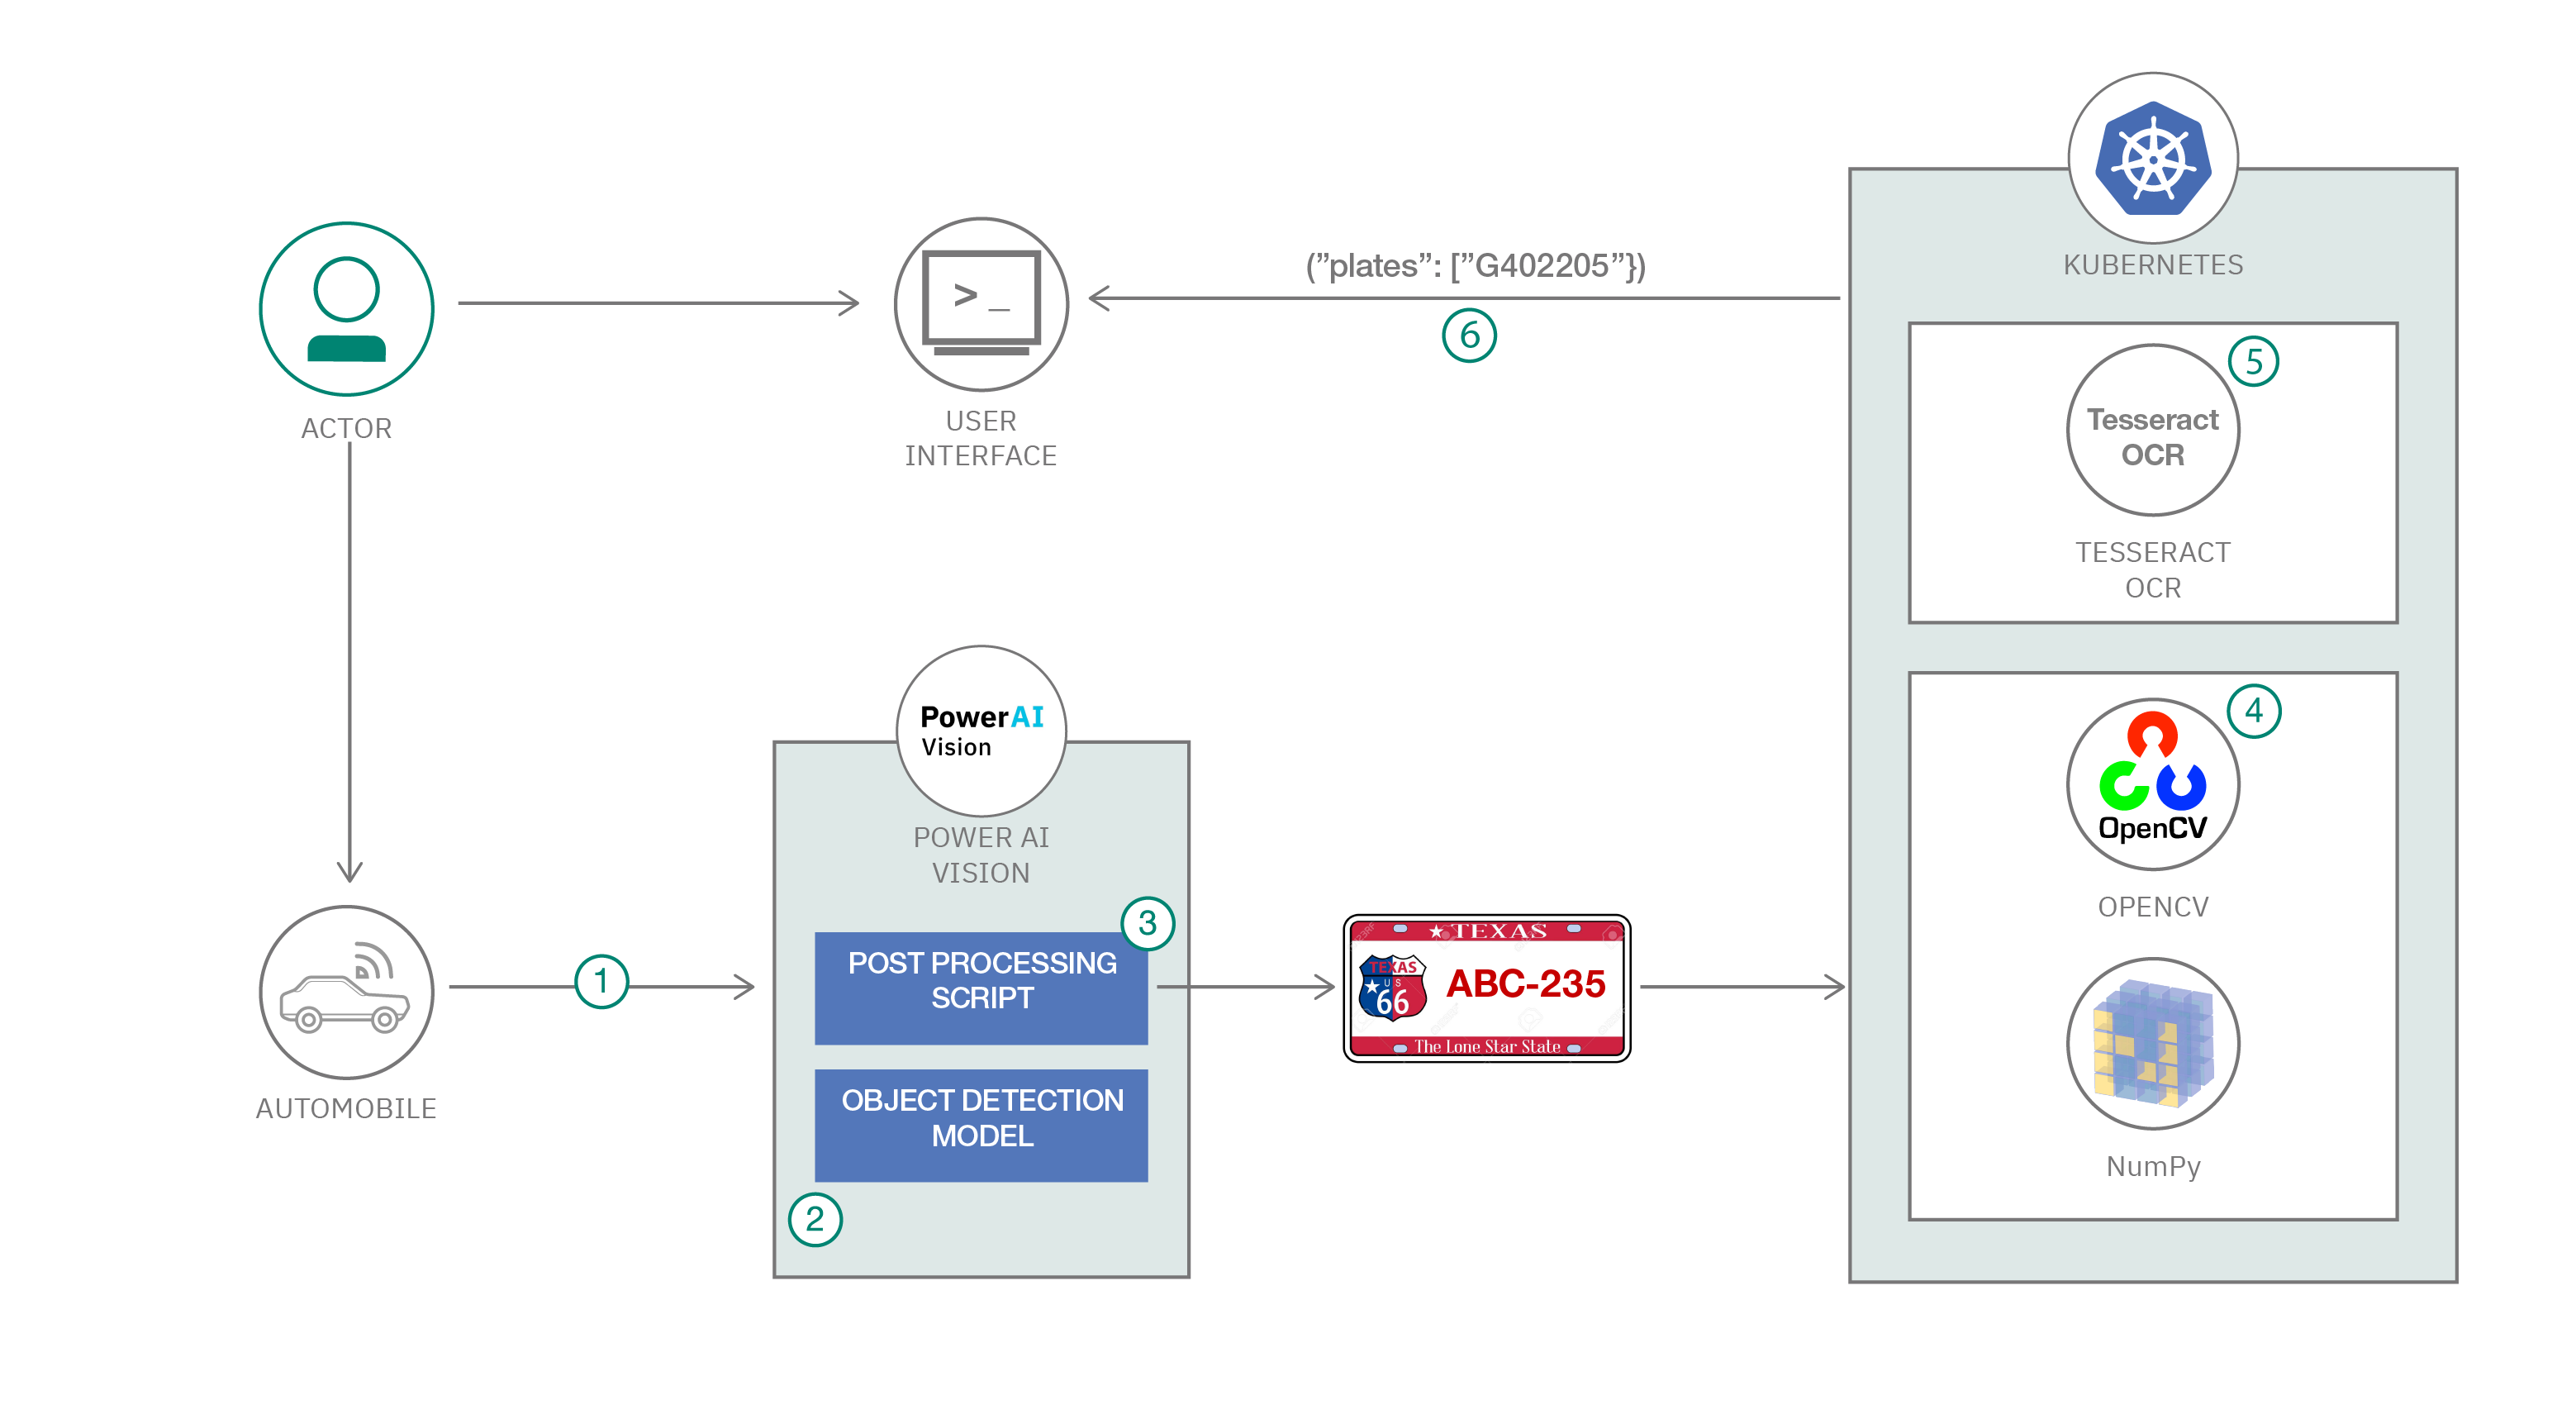 ACTOR
>_
USER
INTERFACE
("plates": ["G402205"})
6
KUBERNETES
5
Tesseract
OCR
TESSERACT
OCR
4
OpenCV
OPENCV
NumPy
AUTOMOBILE
1
PowerAI
Vision
POWER AI
VISION
3
POST PROCESSING
SCRIPT
OBJECT DETECTION
MODEL
2
TEXAS
TEXAS
U S
66
ABC-235
The Lone Star State